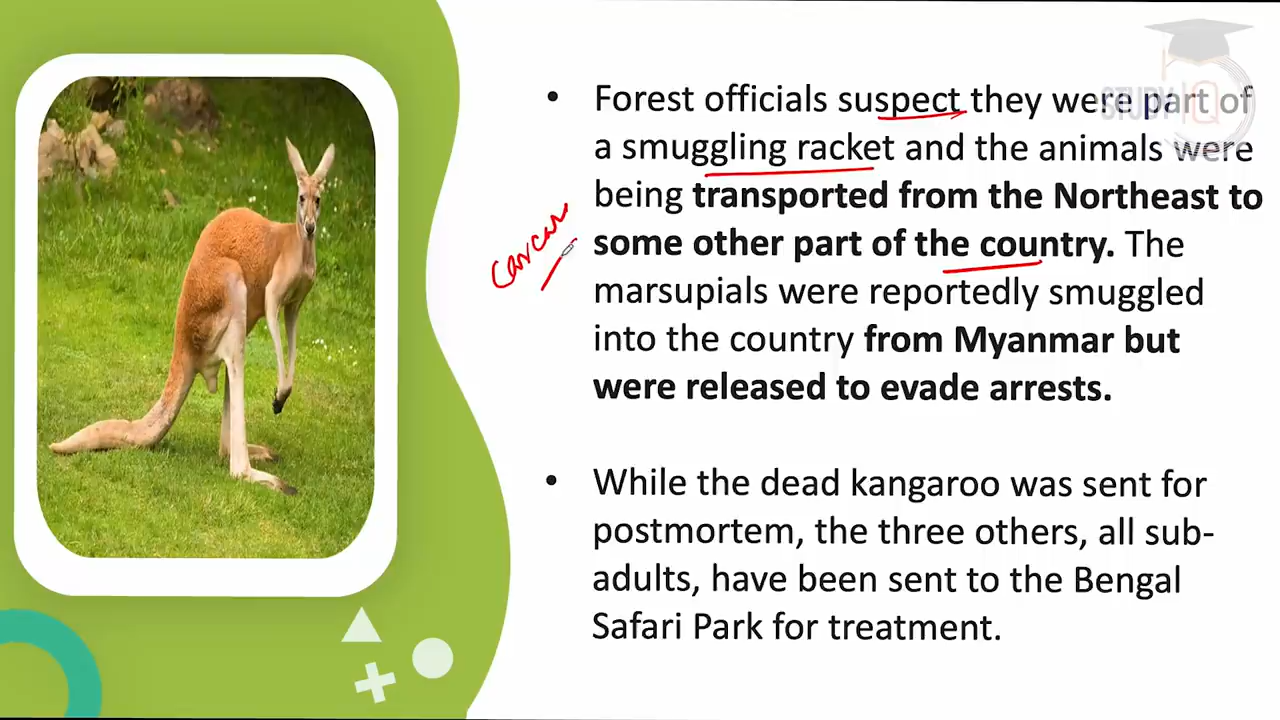 STUDY IQ
• Forest officials suspect they were part of
a smuggling racket and the animals were
being transported from the Northeast to
some other part of the country. The
marsupials were reportedly smuggled
into the country from Myanmar but
were released to evade arrests.
• While the dead kangaroo was sent for
postmortem, the three others, all sub-
adults, have been sent to the Bengal
Safari Park for treatment.